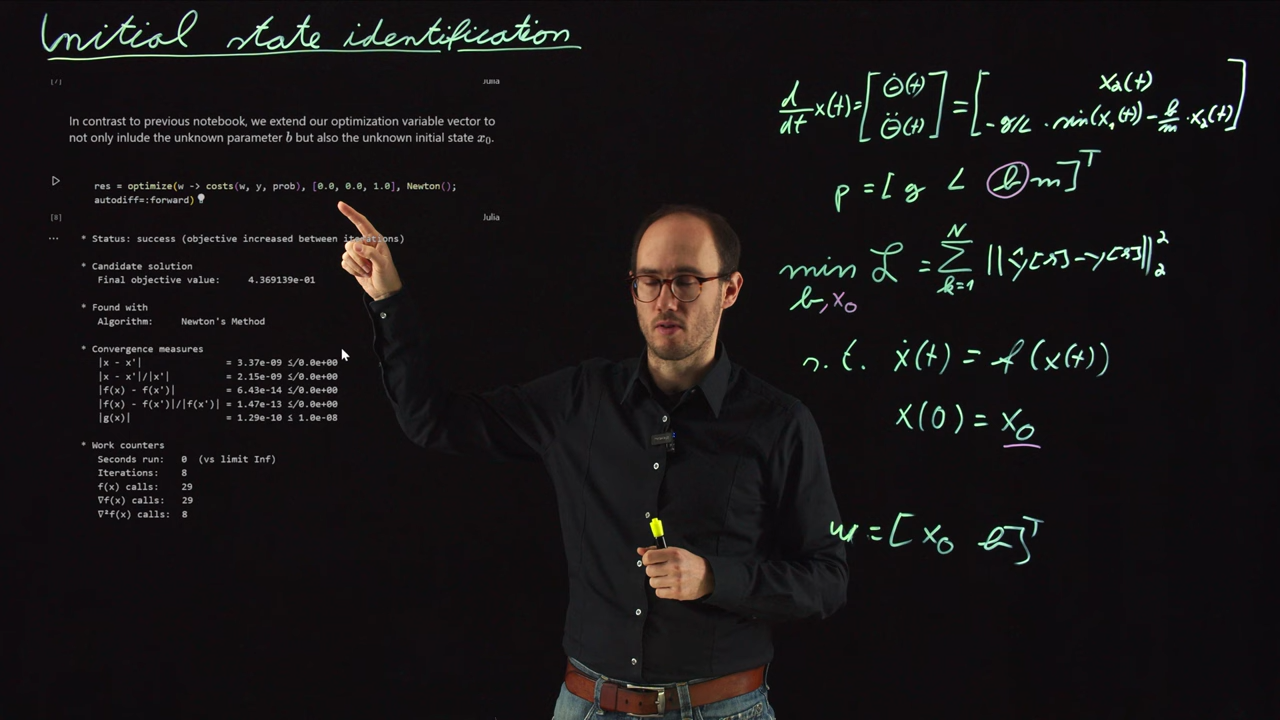 Initial state identification
[7]
Julia
In contrast to previous notebook, we extend our optimization variable vector to
not only inlude the unknown parameter b but also the unknown initial state x₀.
res = optimize(w -> costs(w, y, prob), [0.0, 0.0, 1.0], Newton();
autodiff=:forward)
[8]
Julia
...
* Status: success (objective increased between iterations)
* Candidate solution
Final objective value: 4.369139e-01
* Found with
Algorithm: Newton's Method
* Convergence measures
|x - x'| = 3.37e-09 ≰ 0.0e+00
|x - x'|/|x'| = 2.15e-09 ≰ 0.0e+00
|f(x) - f(x')| = 6.43e-14 ≰ 0.0e+00
|f(x) - f(x')|/|f(x')| = 1.47e-13 ≰ 0.0e+00
|g(x)| = 1.29e-10 ≤ 1.0e-08
* Work counters
Seconds run: 0 (vs limit Inf)
Iterations: 8
f(x) calls: 29
∇f(x) calls: 29
∇²f(x) calls: 8
d/dt x(t) = [θ̇(t) θ̈(t)] = [x₂(t) -g/L · sin(x₁(t)) - b/m · x₂(t)]
p = [g L b m]ᵀ
min L = Σ ||ŷ[k] - y[k]||₂²
b, x₀ k=1 N
s.t. ẋ(t) = f(x(t))
x(0) = x₀
w = [x₀ b]ᵀ